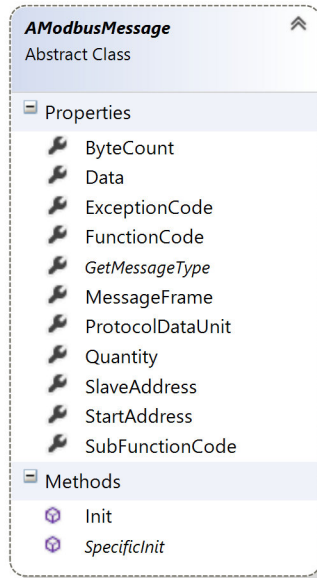 AModbusMessage
Abstract Class
Properties
ByteCount
Data
ExceptionCode
FunctionCode
GetMessageType
MessageFrame
ProtocolDataUnit
Quantity
SlaveAddress
StartAddress
SubFunctionCode
Methods
Init
SpecificInit